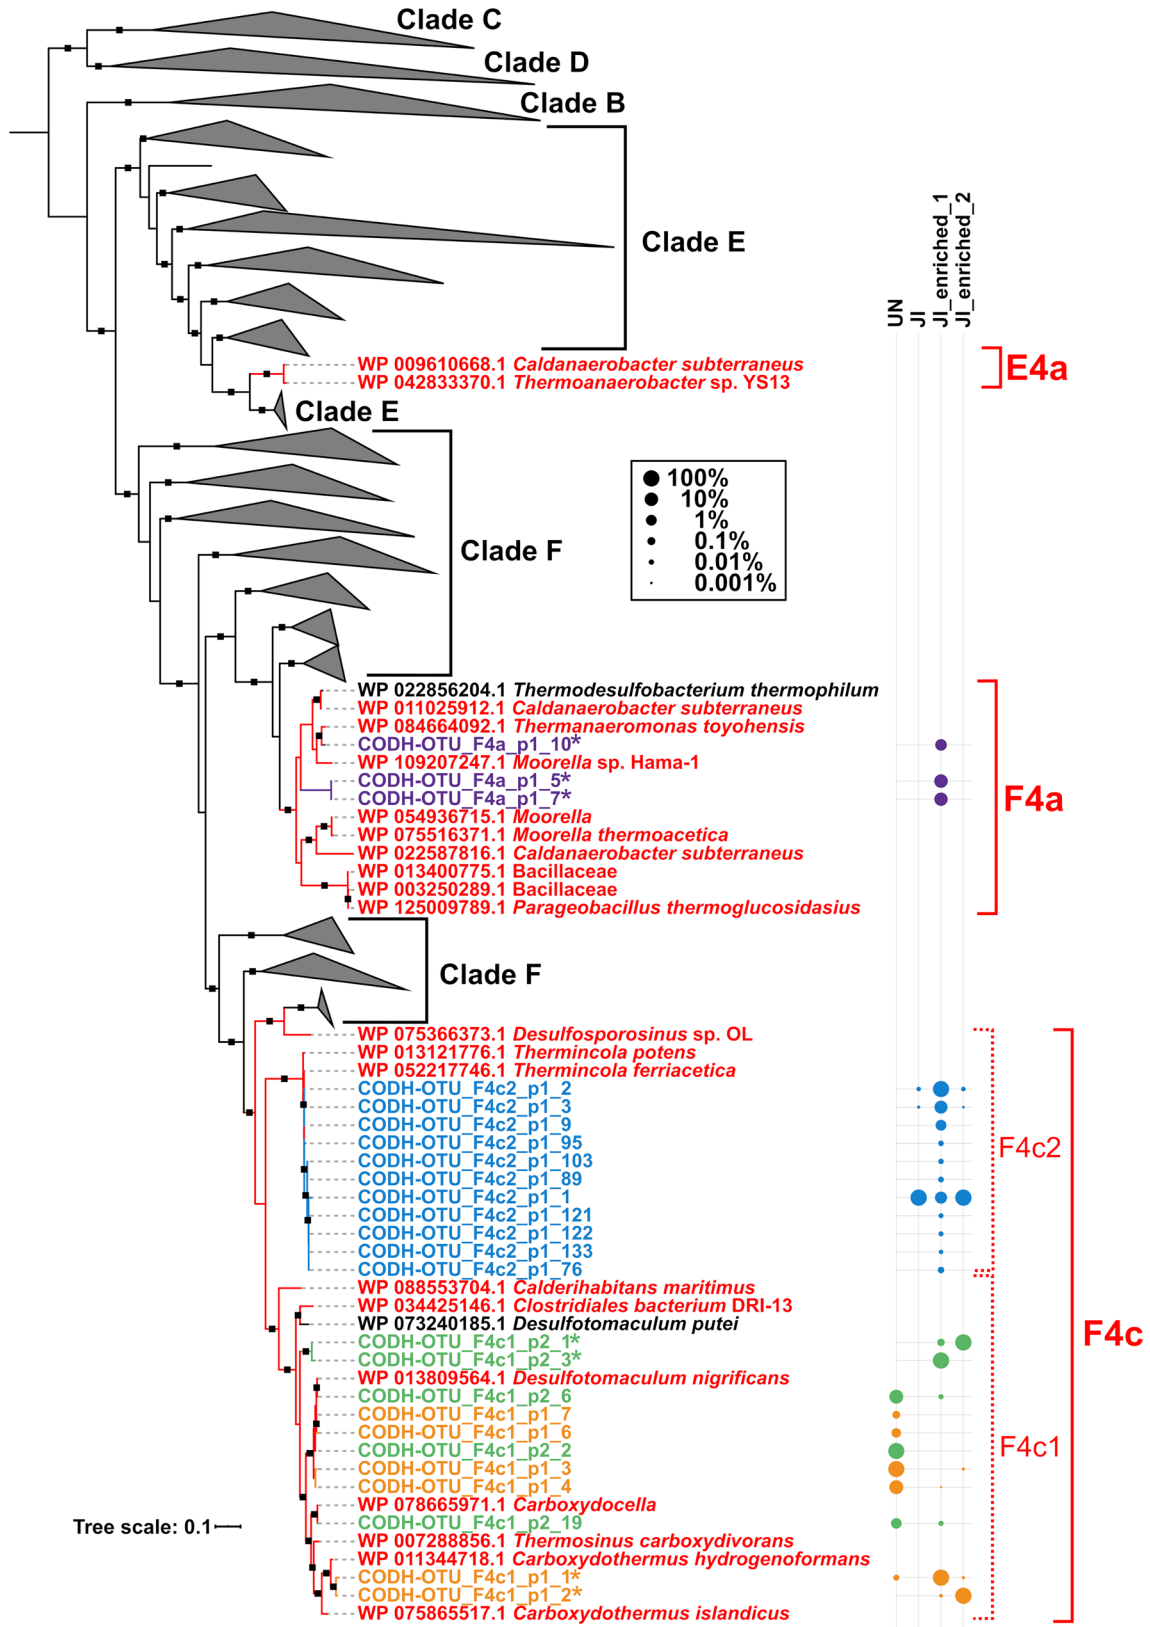 Clade C
Clade D
Clade B
Clade E
UN
JI
JI_enriched_1
JI_enriched_2
WP 009610668.1 Caldanaerobacter subterraneus
WP 042833370.1 Thermoanaerobacter sp. YS13
E4a
Clade E
Clade F
100%
10%
1%
0.1%
0.01%
0.001%
WP 022856204.1 Thermodesulfobacterium thermophilum
WP 011025912.1 Caldanaerobacter subterraneus
WP 084664092.1 Thermanaeromonas toyohensis
CODH-OTU_F4a_p1_10*
WP 109207247.1 Moorella sp. Hama-1
CODH-OTU_F4a_p1_5*
CODH-OTU_F4a_p1_7*
WP 054936715.1 Moorella
WP 075516371.1 Moorella thermoacetica
WP 022587816.1 Caldanaerobacter subterraneus
WP 013400775.1 Bacillaceae
WP 003250289.1 Bacillaceae
WP 125009789.1 Parageobacillus thermoglucosidasius
F4a
Clade F
WP 075366373.1 Desulfosporosinus sp. OL
WP 013121776.1 Thermincola potens
WP 052217746.1 Thermincola ferriacetica
CODH-OTU_F4c2_p1_2
CODH-OTU_F4c2_p1_3
CODH-OTU_F4c2_p1_9
CODH-OTU_F4c2_p1_95
CODH-OTU_F4c2_p1_103
CODH-OTU_F4c2_p1_89
CODH-OTU_F4c2_p1_1
CODH-OTU_F4c2_p1_121
CODH-OTU_F4c2_p1_122
CODH-OTU_F4c2_p1_133
CODH-OTU_F4c2_p1_76
F4c2
WP 088553704.1 Calderihabitans maritimus
WP 034425146.1 Clostridiales bacterium DRI-13
WP 073240185.1 Desulfotomaculum putei
CODH-OTU_F4c1_p2_1*
CODH-OTU_F4c1_p2_3*
WP 013809564.1 Desulfotomaculum nigrificans
CODH-OTU_F4c1_p2_6
CODH-OTU_F4c1_p1_7
CODH-OTU_F4c1_p1_6
CODH-OTU_F4c1_p2_2
CODH-OTU_F4c1_p1_3
CODH-OTU_F4c1_p1_4
WP 078665971.1 Carboxydocella
CODH-OTU_F4c1_p2_19
WP 007288856.1 Thermosinus carboxydivorans
WP 011344718.1 Carboxydothermus hydrogenoformans
CODH-OTU_F4c1_p1_1*
CODH-OTU_F4c1_p1_2*
WP 075865517.1 Carboxydothermus islandicus
F4c1
F4c
Tree scale: 0.1